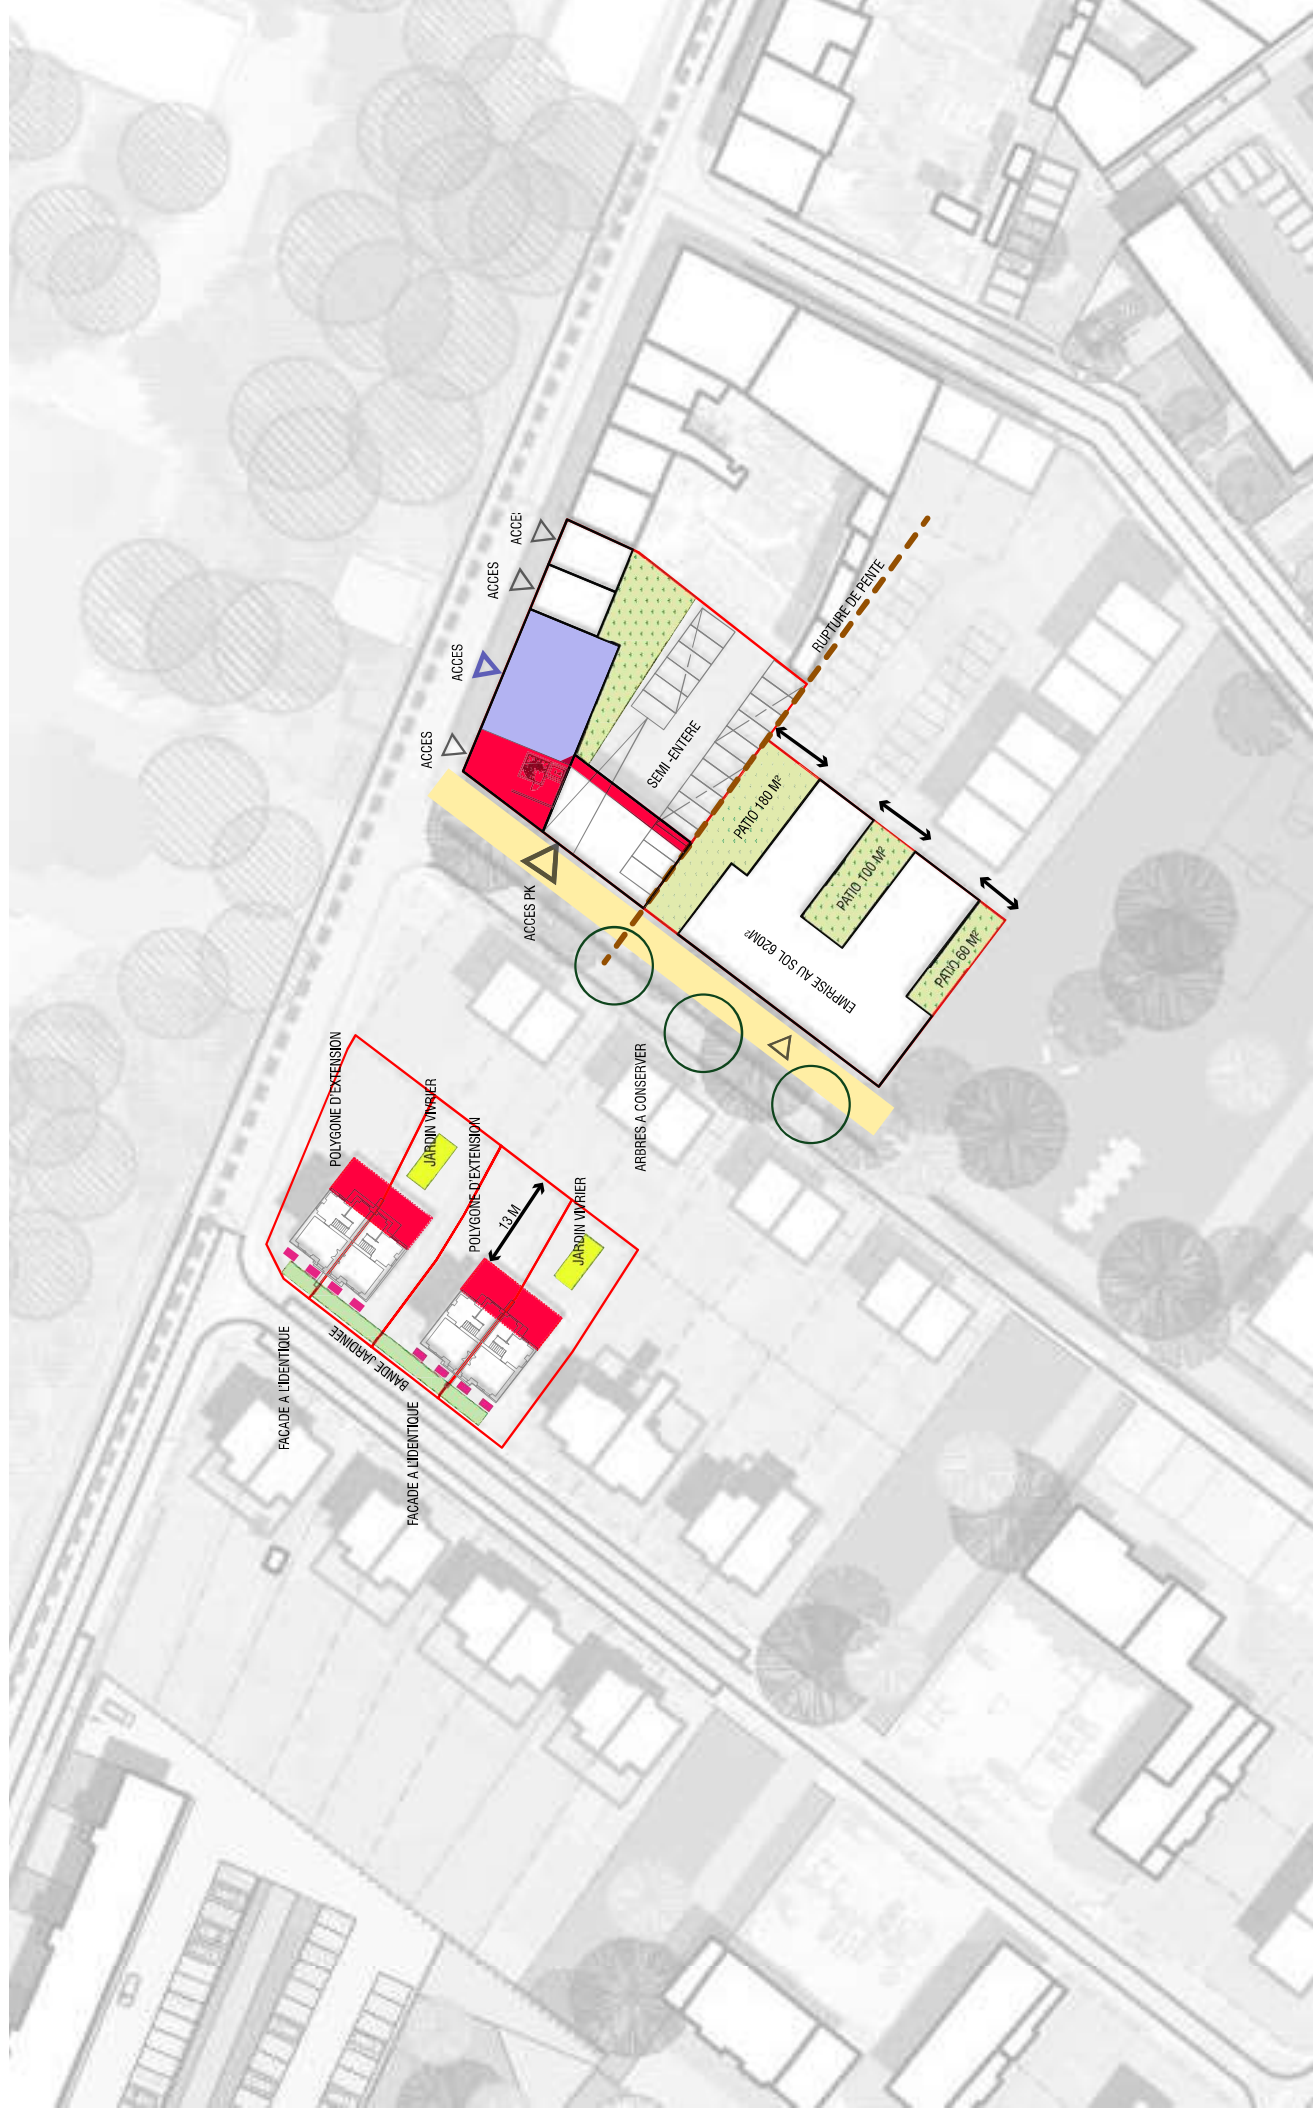 ACCE
ACCES
ACCES
ACCES
RUPTURE DE PENTE
SEMI -ENTERE
PATIO 180 M²
ACCES PK
PATIO 100 M²
EMPRISE AU SOL 620M²
PATIO 60 M²
ARBRES A CONSERVER
POLYGONE D'EXTENSION
JARDIN VIVRIER
POLYGONE D'EXTENSION
13 M
JARDIN VIVRIER
BANDE JARDINEE
FACADE A L'IDENTIQUE
FACADE A L'IDENTIQUE